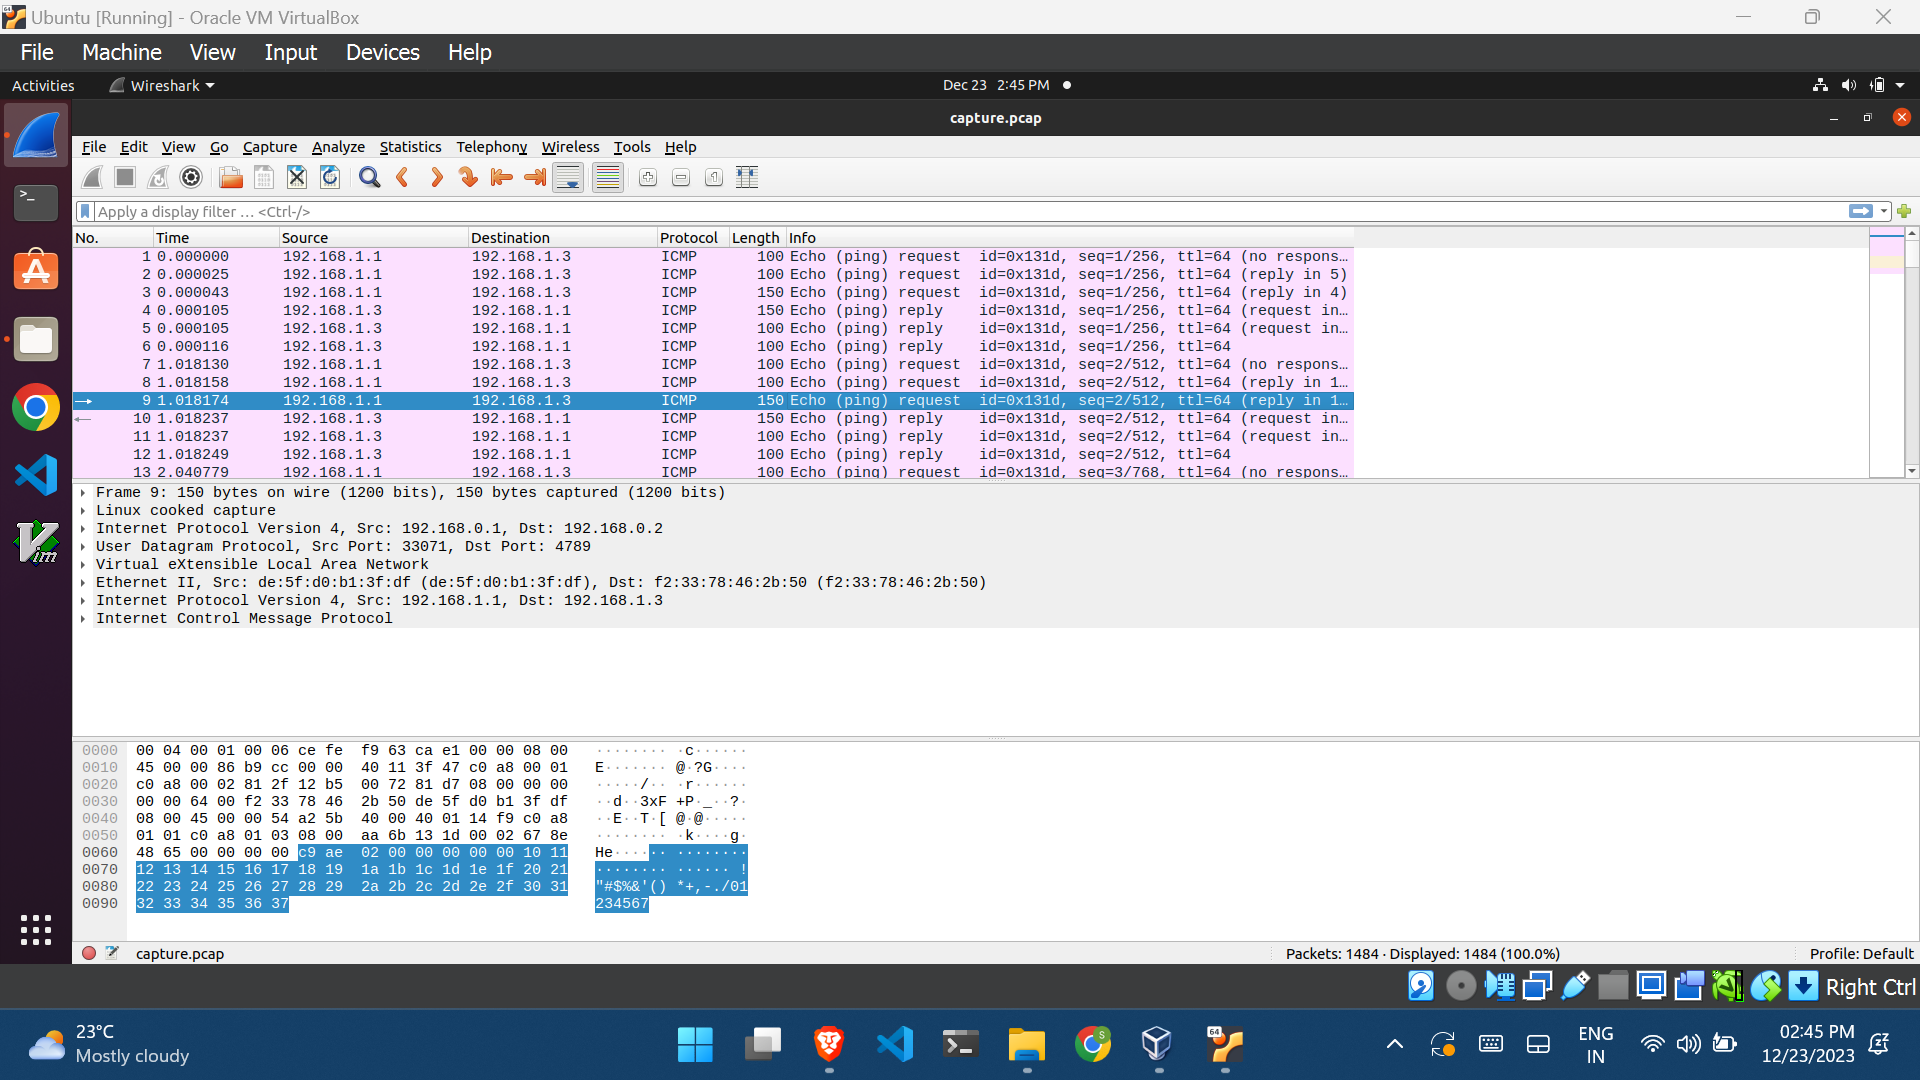 Ubuntu [Running] - Oracle VM VirtualBox
File Machine View Input Devices Help
Activities Wireshark Dec 23 2:45 PM
capture.pcap
File Edit View Go Capture Analyze Statistics Telephony Wireless Tools Help
Apply a display filter … <Ctrl-/>
No. Time Source Destination Protocol Length Info
1 0.000000 192.168.1.1 192.168.1.3 ICMP 100 Echo (ping) request id=0x131d, seq=1/256, ttl=64 (no respons…
2 0.000025 192.168.1.1 192.168.1.3 ICMP 100 Echo (ping) request id=0x131d, seq=1/256, ttl=64 (reply in 5)
3 0.000043 192.168.1.1 192.168.1.3 ICMP 150 Echo (ping) request id=0x131d, seq=1/256, ttl=64 (reply in 4)
4 0.000105 192.168.1.3 192.168.1.1 ICMP 150 Echo (ping) reply id=0x131d, seq=1/256, ttl=64 (request in…
5 0.000105 192.168.1.3 192.168.1.1 ICMP 100 Echo (ping) reply id=0x131d, seq=1/256, ttl=64 (request in…
6 0.000116 192.168.1.3 192.168.1.1 ICMP 100 Echo (ping) reply id=0x131d, seq=1/256, ttl=64
7 1.018130 192.168.1.1 192.168.1.3 ICMP 100 Echo (ping) request id=0x131d, seq=2/512, ttl=64 (no respons…
8 1.018158 192.168.1.1 192.168.1.3 ICMP 100 Echo (ping) request id=0x131d, seq=2/512, ttl=64 (reply in 1…
9 1.018174 192.168.1.1 192.168.1.3 ICMP 150 Echo (ping) request id=0x131d, seq=2/512, ttl=64 (reply in 1…
10 1.018237 192.168.1.3 192.168.1.1 ICMP 150 Echo (ping) reply id=0x131d, seq=2/512, ttl=64 (request in…
11 1.018237 192.168.1.3 192.168.1.1 ICMP 100 Echo (ping) reply id=0x131d, seq=2/512, ttl=64 (request in…
12 1.018249 192.168.1.3 192.168.1.1 ICMP 100 Echo (ping) reply id=0x131d, seq=2/512, ttl=64
13 2.040779 192.168.1.1 192.168.1.3 ICMP 100 Echo (ping) request id=0x131d, seq=3/768, ttl=64 (no respons…
Frame 9: 150 bytes on wire (1200 bits), 150 bytes captured (1200 bits)
Linux cooked capture
Internet Protocol Version 4, Src: 192.168.0.1, Dst: 192.168.0.2
User Datagram Protocol, Src Port: 33071, Dst Port: 4789
Virtual eXtensible Local Area Network
Ethernet II, Src: de:5f:d0:b1:3f:df (de:5f:d0:b1:3f:df), Dst: f2:33:78:46:2b:50 (f2:33:78:46:2b:50)
Internet Protocol Version 4, Src: 192.168.1.1, Dst: 192.168.1.3
Internet Control Message Protocol
0000 00 04 00 01 00 06 ce fe f9 63 ca e1 00 00 08 00 ········ ·c······
0010 45 00 00 86 b9 cc 00 00 40 11 3f 47 c0 a8 00 01 E······· @·?G····
0020 c0 a8 00 02 81 2f 12 b5 00 72 81 d7 08 00 00 00 ·····/·· ·r······
0030 00 00 64 00 f2 33 78 46 2b 50 de 5f d0 b1 3f df ··d··3xF +P·_··?·
0040 08 00 45 00 00 54 a2 5b 40 00 40 01 14 f9 c0 a8 ··E··T·[ @·@·····
0050 01 01 c0 a8 01 03 08 00 aa 6b 13 1d 00 02 67 8e ········ ·k····g·
0060 48 65 00 00 00 00 c9 ae 02 00 00 00 00 00 10 11 He······ ········
0070 12 13 14 15 16 17 18 19 1a 1b 1c 1d 1e 1f 20 21 ········ ······ !
0080 22 23 24 25 26 27 28 29 2a 2b 2c 2d 2e 2f 30 31 "#$%&'() *+,-./01
0090 32 33 34 35 36 37 234567
capture.pcap Packets: 1484 · Displayed: 1484 (100.0%) Profile: Default
Right Ctrl
23°C
Mostly cloudy
ENG
IN
02:45 PM
12/23/2023